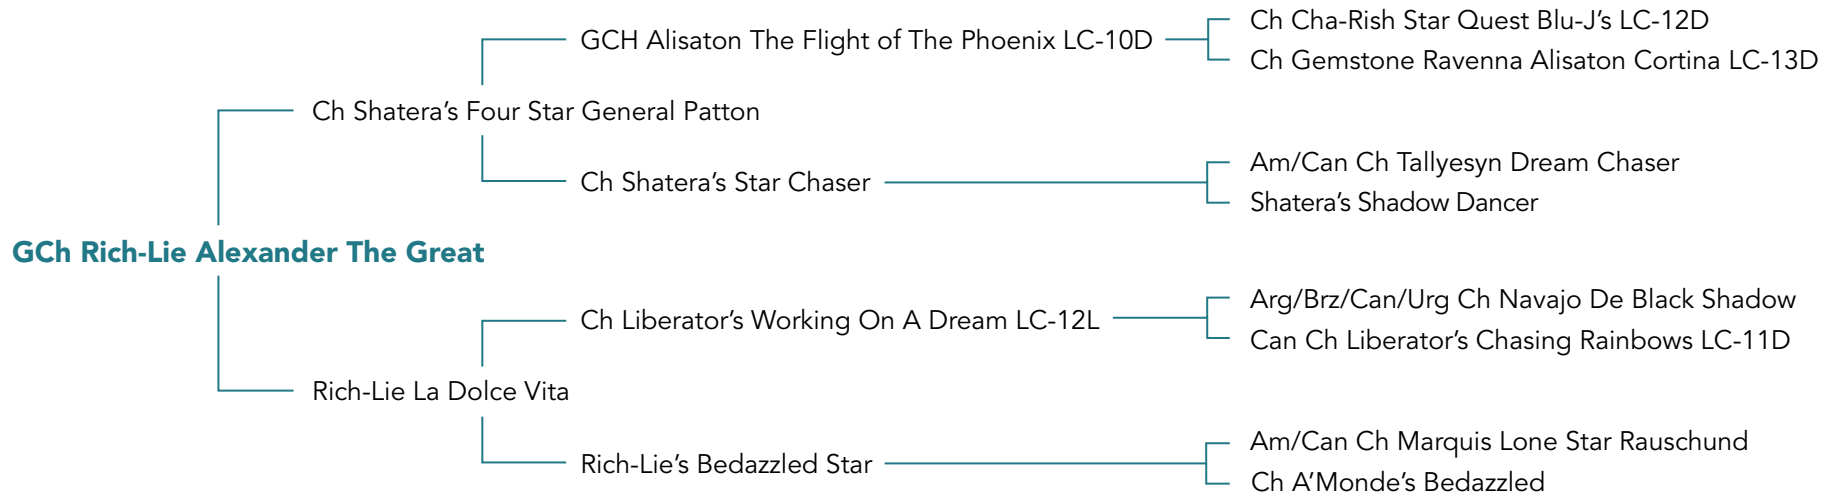 GCH Alisaton The Flight of The Phoenix LC-10D
Ch Cha-Rish Star Quest Blu-J’s LC-12D
Ch Gemstone Ravenna Alisaton Cortina LC-13D
Ch Shatera’s Four Star General Patton
Ch Shatera’s Star Chaser
Am/Can Ch Tallyesyn Dream Chaser
Shatera’s Shadow Dancer
GCh Rich-Lie Alexander The Great
Ch Liberator’s Working On A Dream LC-12L
Arg/Brz/Can/Urg Ch Navajo De Black Shadow
Can Ch Liberator’s Chasing Rainbows LC-11D
Rich-Lie La Dolce Vita
Rich-Lie’s Bedazzled Star
Am/Can Ch Marquis Lone Star Rauschund
Ch A’Monde’s Bedazzled